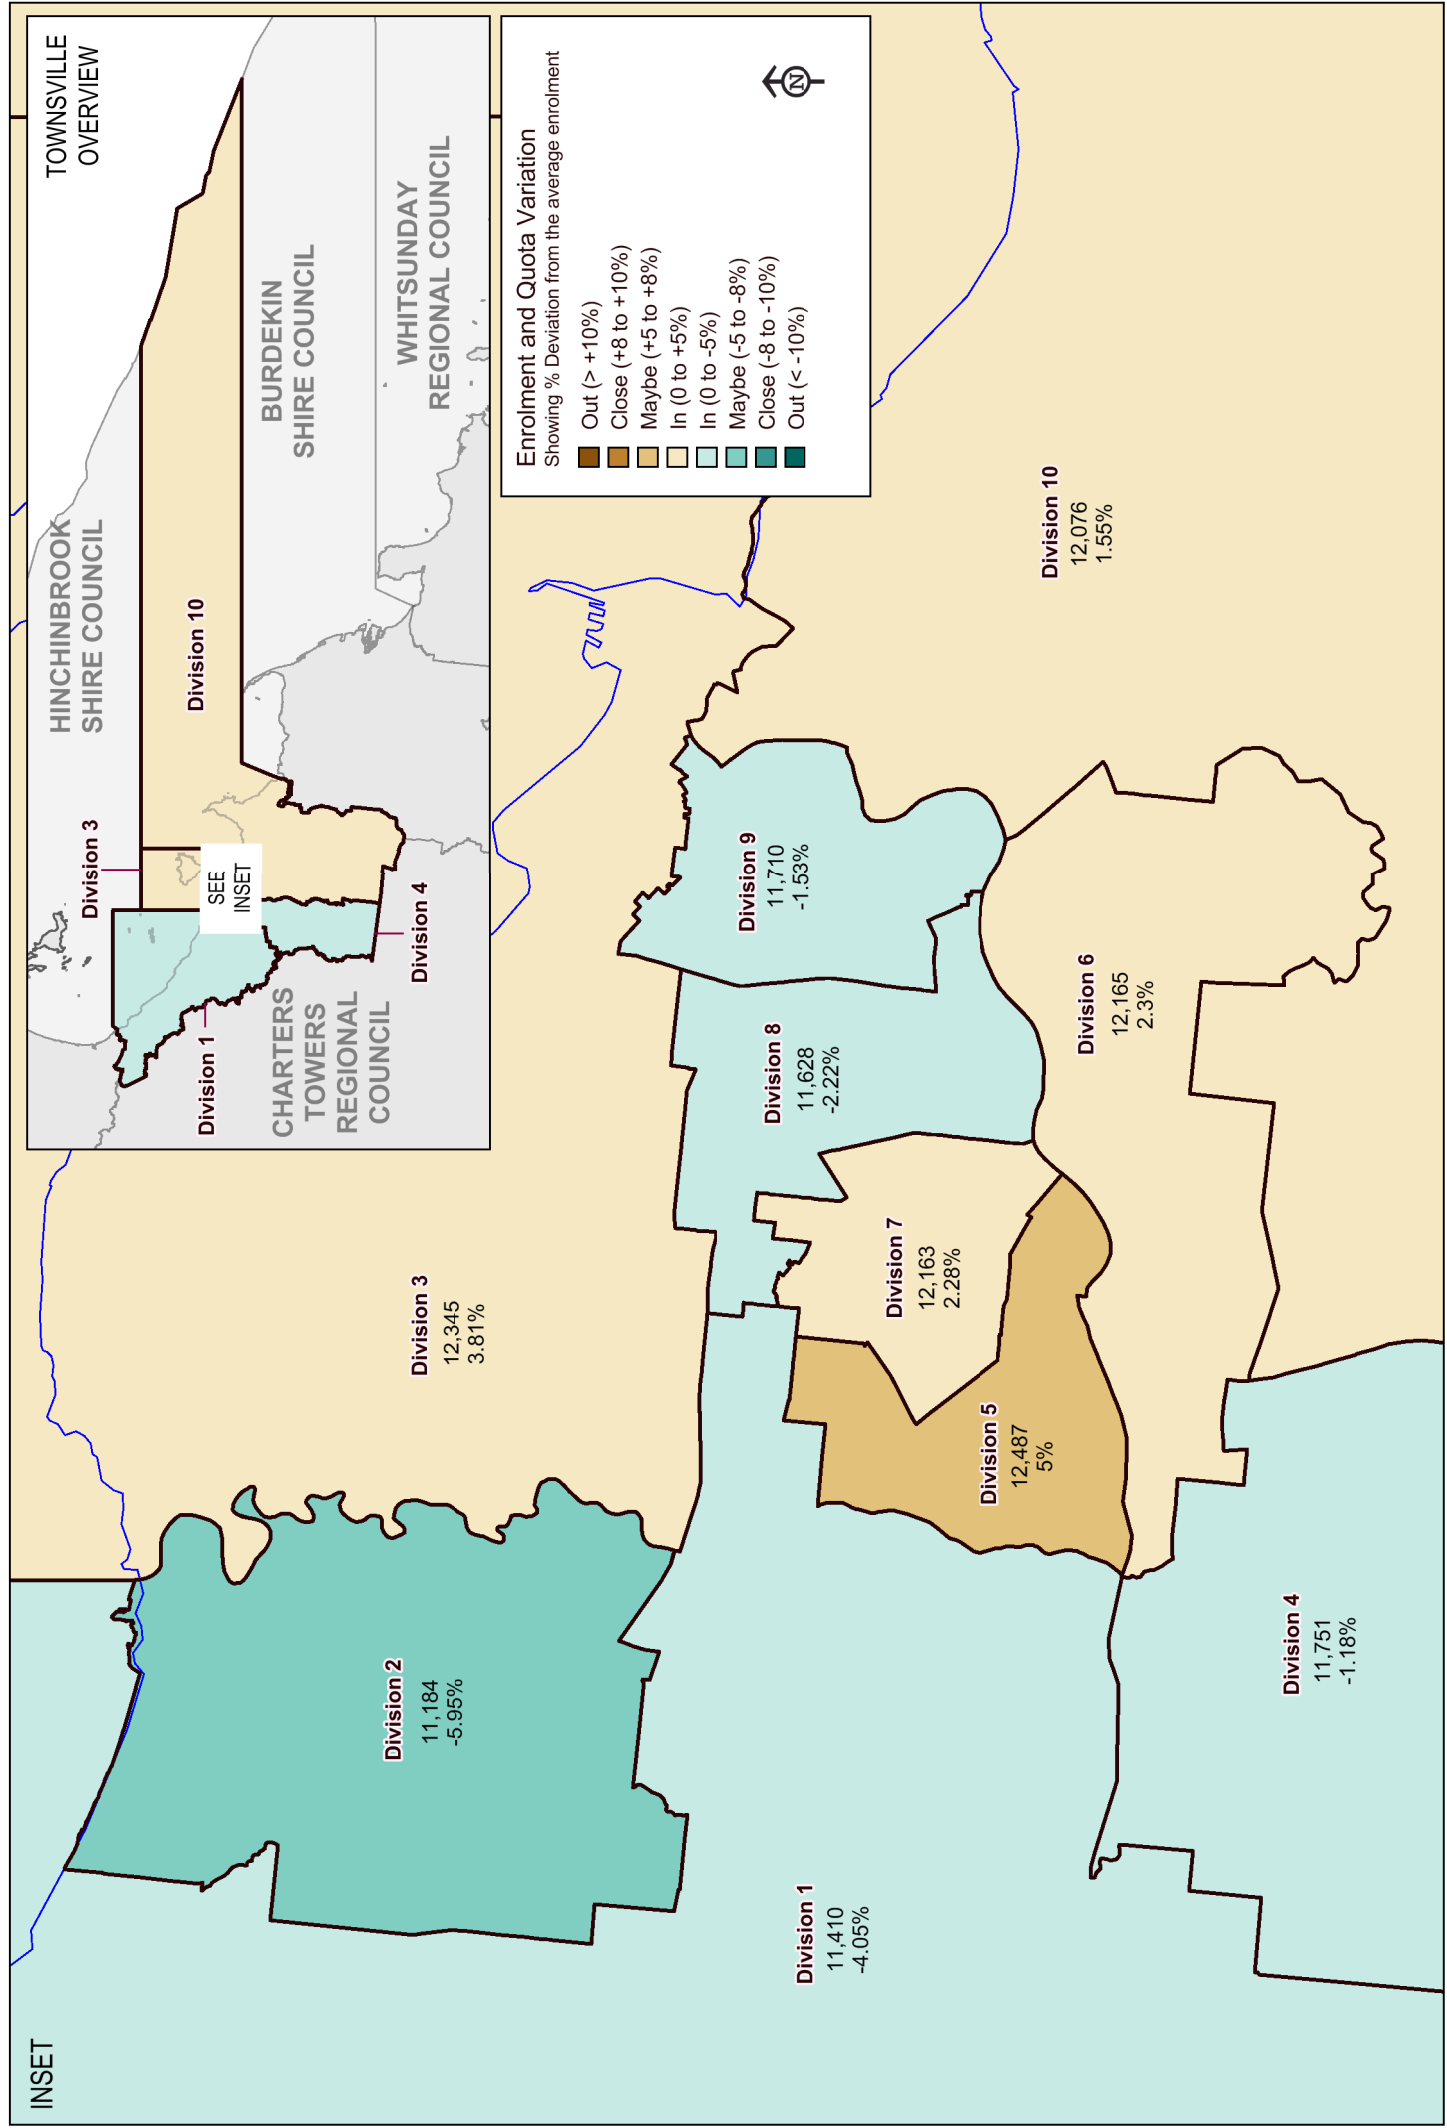 INSET
TOWNSVILLE
OVERVIEW
HINCHINBROOK
SHIRE COUNCIL
Division 3
Division 10
Division 1
SEE
INSET
Division 4
BURDEKIN
SHIRE COUNCIL
CHARTERS
TOWERS
REGIONAL
COUNCIL
WHITSUNDAY
REGIONAL COUNCIL
Enrolment and Quota Variation
Showing % Deviation from the average enrolment
Out (> +10%)
Close (+8 to +10%)
Maybe (+5 to +8%)
In (0 to +5%)
In (0 to -5%)
Maybe (-5 to -8%)
Close (-8 to -10%)
Out (< -10%)
N
Division 2
11,184
-5.95%
Division 3
12,345
3.81%
Division 9
11,710
-1.53%
Division 8
11,628
-2.22%
Division 1
11,410
-4.05%
Division 7
12,163
2.28%
Division 5
12,487
5%
Division 10
12,076
1.55%
Division 6
12,165
2.3%
Division 4
11,751
-1.18%